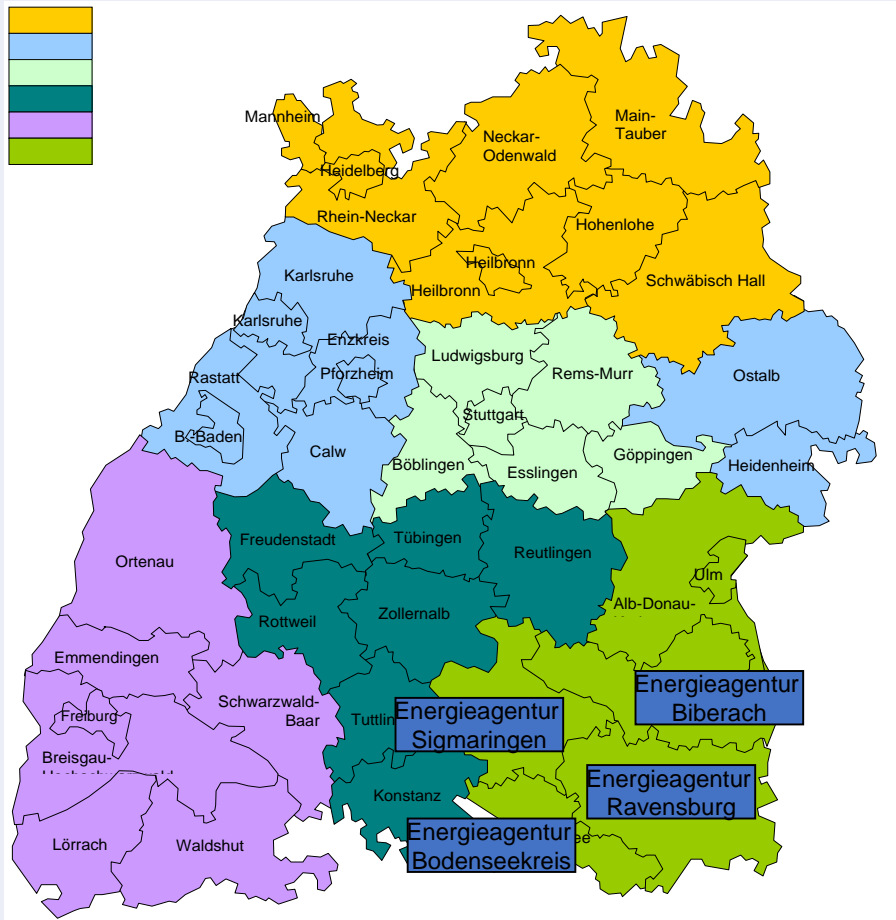 Mannheim
Main-
Tauber
Neckar-
Odenwald
Heidelberg
Rhein-Neckar
Hohenlohe
Heilbronn
Heilbronn
Schwäbisch Hall
Karlsruhe
Karlsruhe
Enzkreis
Ludwigsburg
Rems-Murr
Ostalb
Rastatt
Pforzheim
Stuttgart
B.-Baden
Calw
Böblingen
Esslingen
Göppingen
Heidenheim
Freudenstadt
Tübingen
Reutlingen
Ortenau
Ulm
Alb-Donau-
Rottweil
Zollernalb
Emmendingen
Schwarzwald-
Baar
Freiburg
Tuttlin
Energieagentur
Sigmaringen
Energieagentur
Biberach
Breisgau-
Konstanz
Energieagentur
Ravensburg
Energieagentur
Bodenseekreis
ee
Lörrach
Waldshut